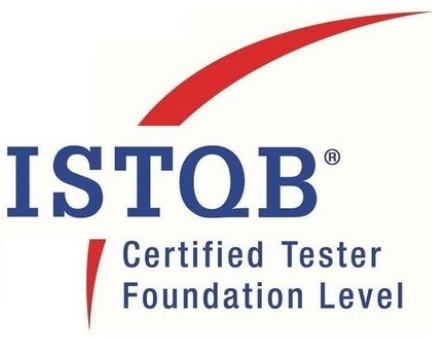 ISTQB®
Certified Tester
Foundation Level